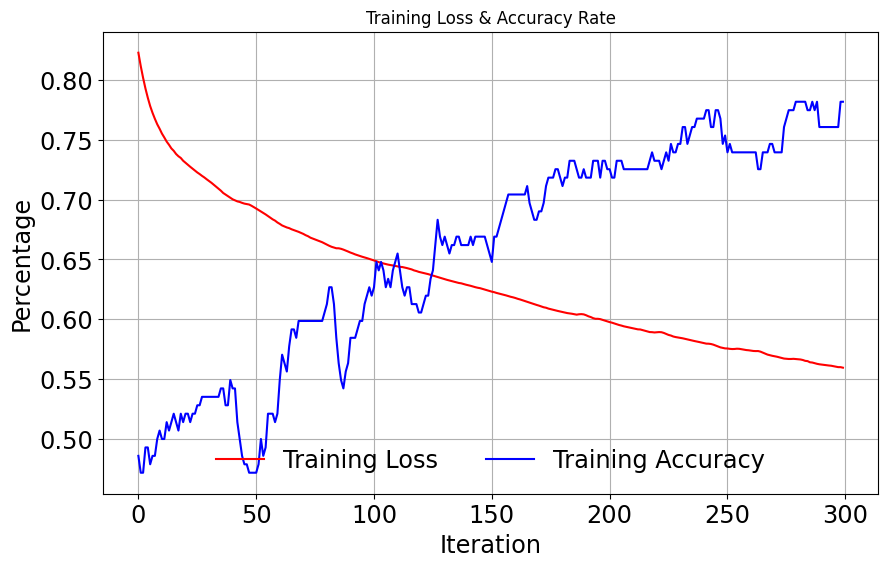 Training Loss & Accuracy Rate
Percentage
0.80
0.75
0.70
0.65
0.60
0.55
0.50
Training Loss
Training Accuracy
0 50 100 150 200 250 300
Iteration